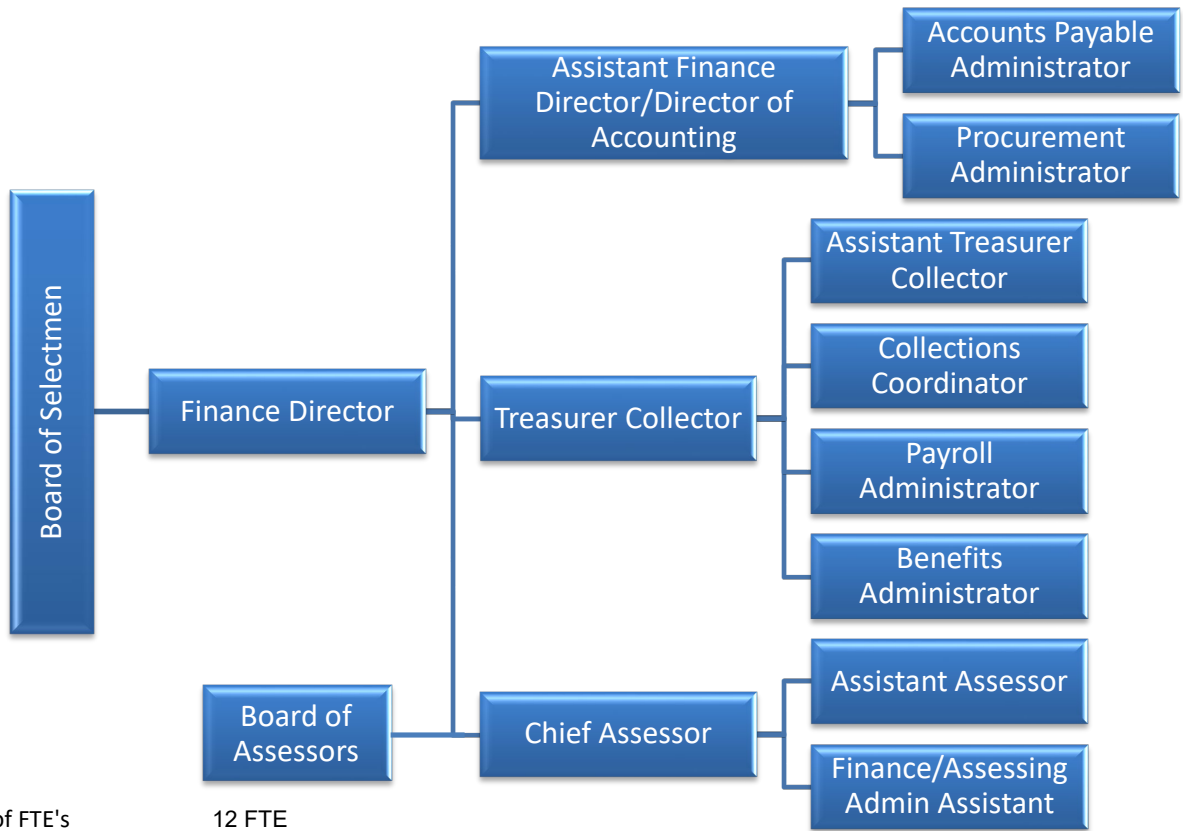 Board of Selectmen
Finance Director
Assistant Finance
Director/Director of
Accounting
Accounts Payable
Administrator
Procurement
Administrator
Treasurer Collector
Assistant Treasurer
Collector
Collections
Coordinator
Payroll
Administrator
Benefits
Administrator
Board of
Assessors
Chief Assessor
Assistant Assessor
Finance/Assessing
Admin Assistant
of FTE's 12 FTE